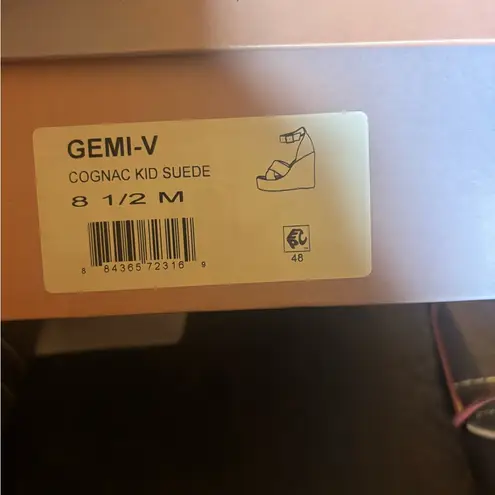 GEMI-V
COGNAC KID SUEDE
8 1/2 M
8 84365 72316 9
48